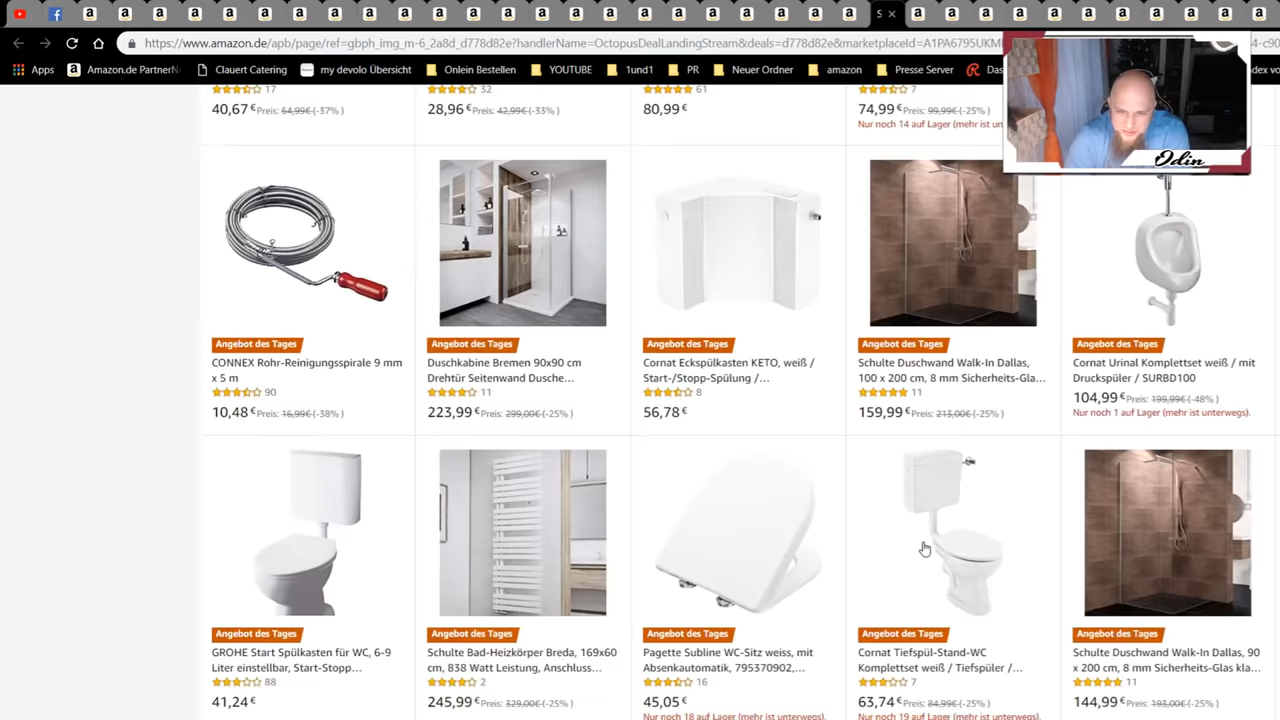 S
https://www.amazon.de/apb/page/ref=gbph_img_m-6_2a8d_d778d82e?handlerName=OctopusDealLandingStream&deals=d778d82e&marketplaceId=A1PA6795UKM
Apps
Amazon.de PartnerN
Clauert Catering
my devolo Übersicht
Onlein Bestellen
YOUTUBE
1und1
PR
Neuer Ordner
amazon
Presse Server
Das
ndex vo
Odin
17
40,67 € Preis: 64,99€ (-37% )
32
28,96 € Preis: 42,99€ (-33% )
61
80,99 €
7
74,99 € Preis: 99,99€ (-25% )
Nur noch 14 auf Lager (mehr ist un
Angebot des Tages
CONNEX Rohr-Reinigungsspirale 9 mm
x 5 m
90
10,48 € Preis: 16,99€ (-38% )
Angebot des Tages
Duschkabine Bremen 90x90 cm
Drehtür Seitenwand Dusche...
11
223,99 € Preis: 299,00€ (-25% )
Angebot des Tages
Cornat Eckspülkasten KETO, weiß /
Start-/Stopp-Spülung /...
8
56,78 €
Angebot des Tages
Schulte Duschwand Walk-In Dallas,
100 x 200 cm, 8 mm Sicherheits-Gla...
11
159,99 € Preis: 213,00€ (-25% )
Angebot des Tages
Cornat Urinal Komplettset weiß / mit
Druckspüler / SURBD100
104,99 € Preis: 199,99€ (-48% )
Nur noch 1 auf Lager (mehr ist unterwegs).
Angebot des Tages
GROHE Start Spülkasten für WC, 6-9
Liter einstellbar, Start-Stopp...
88
41,24 €
Angebot des Tages
Schulte Bad-Heizkörper Breda, 169x60
cm, 838 Watt Leistung, Anschluss...
2
245,99 € Preis: 329,00€ (-25% )
Angebot des Tages
Pagette Subline WC-Sitz weiss, mit
Absenkautomatik, 795370902,...
16
45,05 €
Nur noch 18 auf Lager (mehr ist unterwegs).
Angebot des Tages
Cornat Tiefspül-Stand-WC
Komplettset weiß / Tiefspüler /...
7
63,74 € Preis: 84,99€ (-25% )
Nur noch 19 auf Lager (mehr ist unterwegs).
Angebot des Tages
Schulte Duschwand Walk-In Dallas, 90
x 200 cm, 8 mm Sicherheits-Glas kla...
11
144,99 € Preis: 193,00€ (-25% )